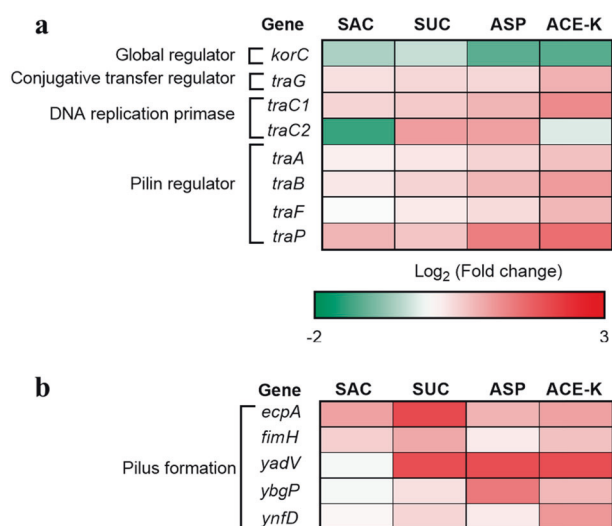 a
Gene SAC SUC ASP ACE-K
Global regulator korC
Conjugative transfer regulator traG
DNA replication primase traC1
traC2
Pilin regulator traA
traB
traF
traP
Log2 (Fold change)
-2 3
b
Gene SAC SUC ASP ACE-K
Pilus formation ecpA
fimH
yadV
ybgP
ynfD